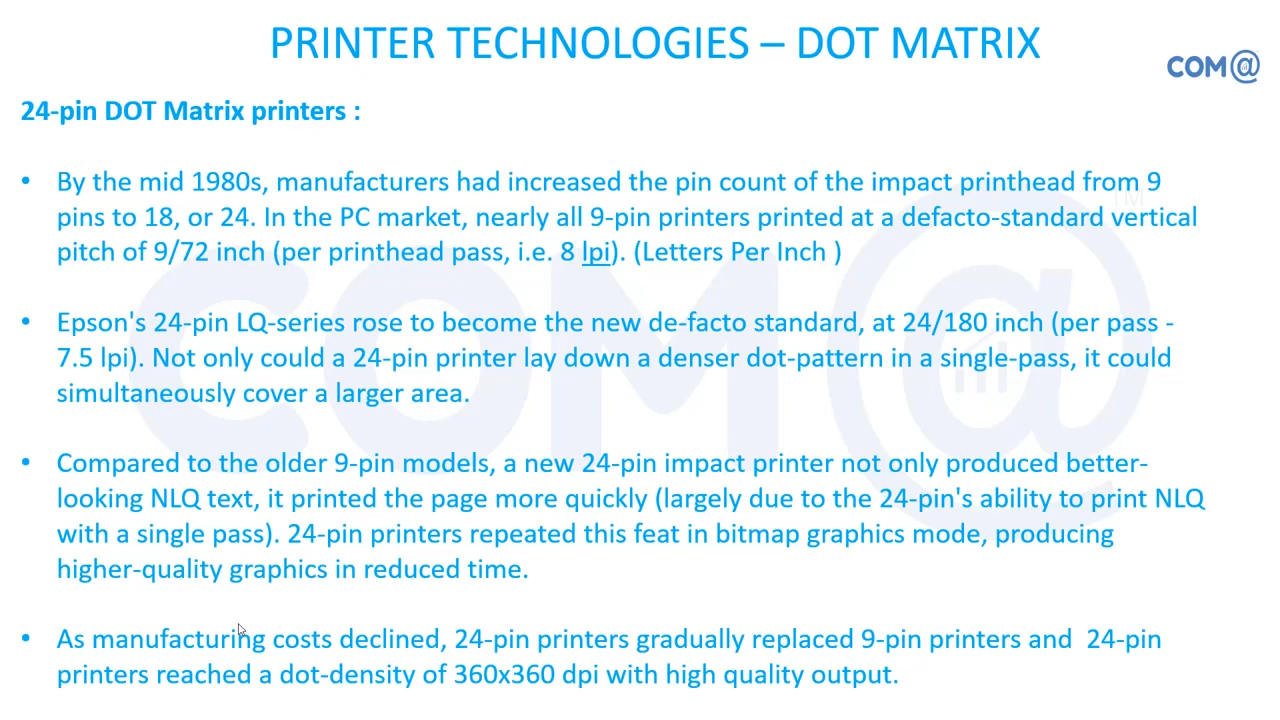 PRINTER TECHNOLOGIES – DOT MATRIX
COM@
24-pin DOT Matrix printers :
• By the mid 1980s, manufacturers had increased the pin count of the impact printhead from 9
pins to 18, or 24. In the PC market, nearly all 9-pin printers printed at a defacto-standard vertical
pitch of 9/72 inch (per printhead pass, i.e. 8 lpi). (Letters Per Inch )
• Epson's 24-pin LQ-series rose to become the new de-facto standard, at 24/180 inch (per pass -
7.5 lpi). Not only could a 24-pin printer lay down a denser dot-pattern in a single-pass, it could
simultaneously cover a larger area.
• Compared to the older 9-pin models, a new 24-pin impact printer not only produced better-
looking NLQ text, it printed the page more quickly (largely due to the 24-pin's ability to print NLQ
with a single pass). 24-pin printers repeated this feat in bitmap graphics mode, producing
higher-quality graphics in reduced time.
• As manufacturing costs declined, 24-pin printers gradually replaced 9-pin printers and  24-pin
printers reached a dot-density of 360x360 dpi with high quality output.
COM@
TM